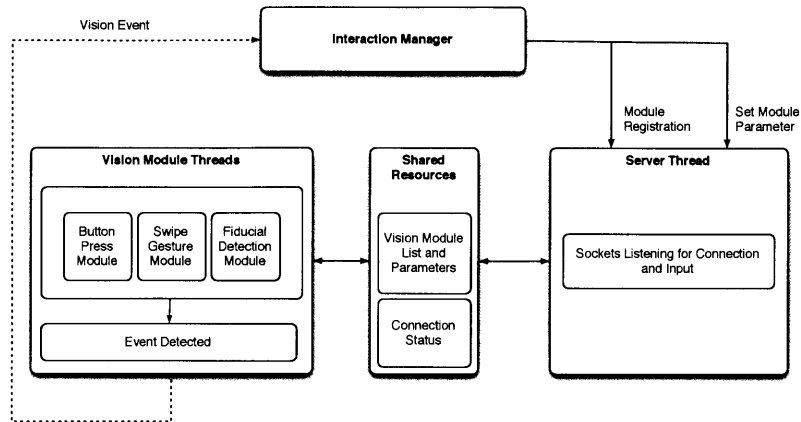 Vision Event
Interaction Manager
Module
Registration
Set Module
Parameter
Vision Module Threads
Button
Press
Module
Swipe
Gesture
Module
Fiducial
Detection
Module
Event Detected
Shared
Resources
Vision Module
List and
Parameters
Connection
Status
Server Thread
Sockets Listening for Connection
and Input